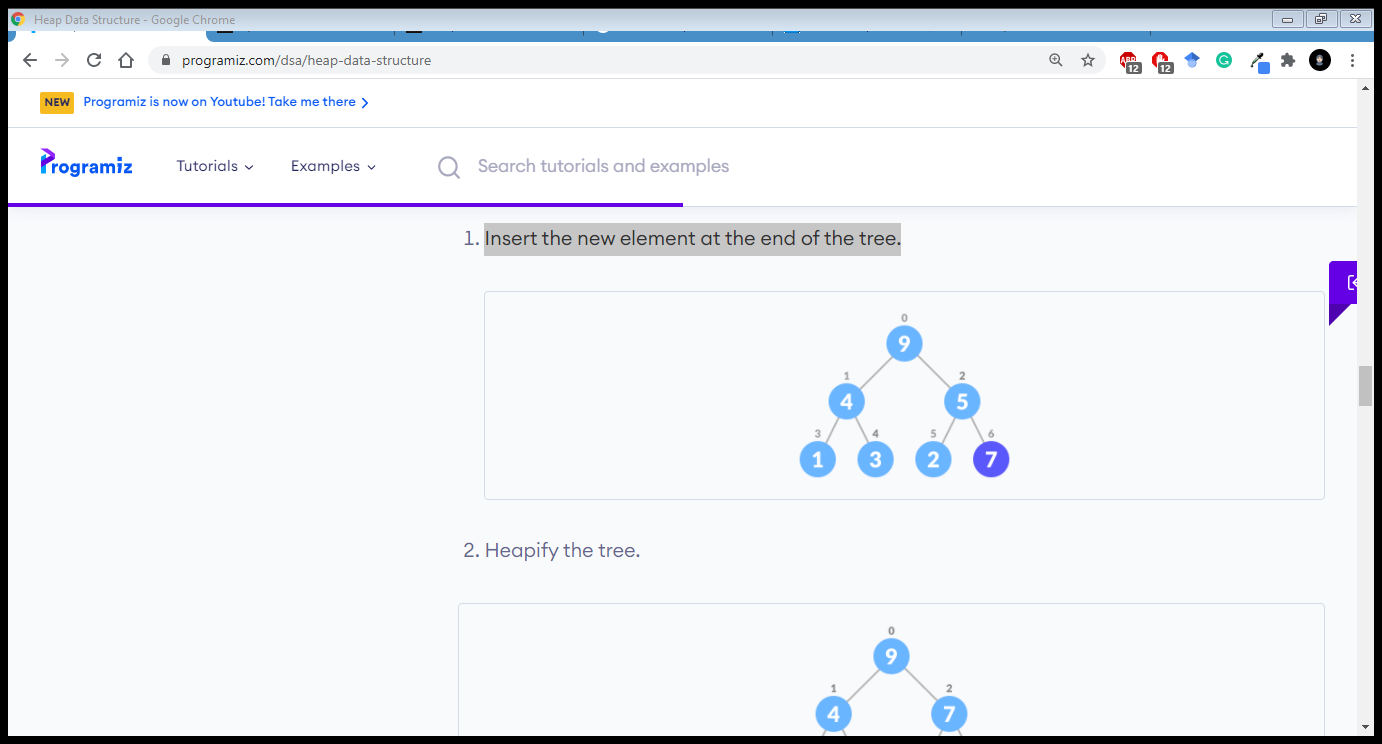 Heap Data Structure - Google Chrome
programiz.com/dsa/heap-data-structure
12
12
NEW Programiz is now on Youtube! Take me there
Programiz Tutorials Examples Search tutorials and examples
1. Insert the new element at the end of the tree.
0
9
1 2
4 5
3 4 5 6
1 3 2 7
2. Heapify the tree.
0
9
1 2
4 7